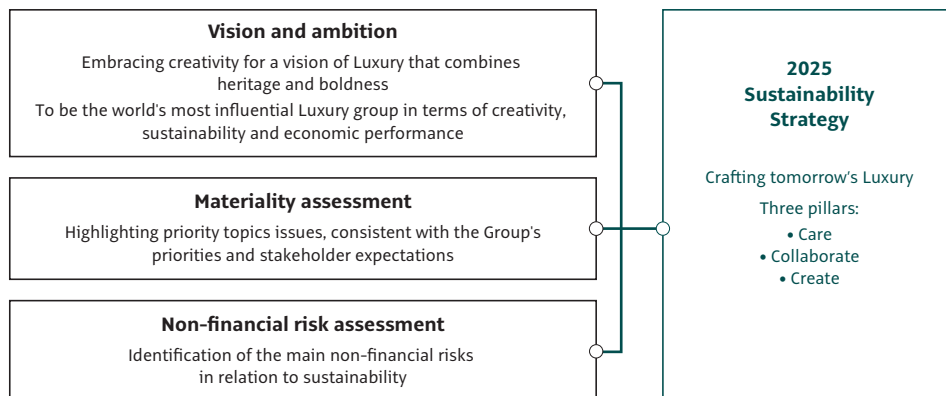 Vision and ambition
Embracing creativity for a vision of Luxury that combines
heritage and boldness
To be the world's most influential Luxury group in terms of creativity,
sustainability and economic performance
Materiality assessment
Highlighting priority topics issues, consistent with the Group's
priorities and stakeholder expectations
Non-financial risk assessment
Identification of the main non-financial risks
in relation to sustainability
2025
Sustainability
Strategy
Crafting tomorrow's Luxury
Three pillars:
• Care
• Collaborate
• Create